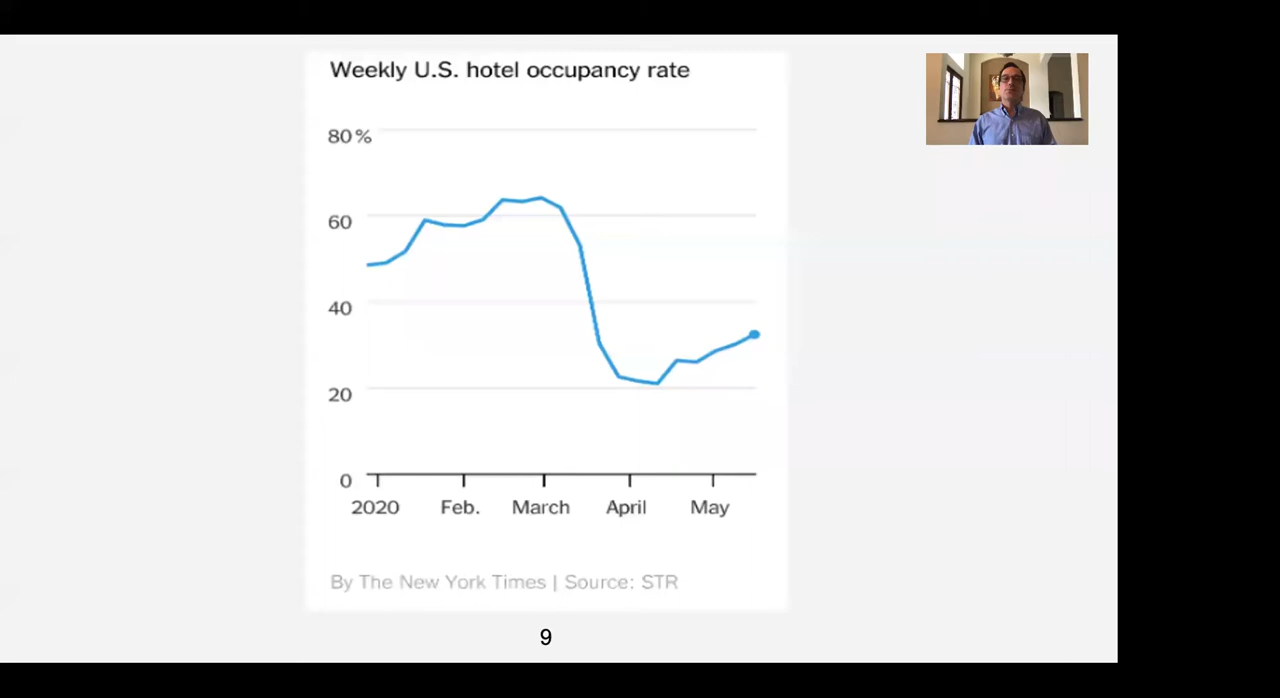 Weekly U.S. hotel occupancy rate
80%
60
40
20
0
2020 Feb. March April May
By The New York Times | Source: STR
9